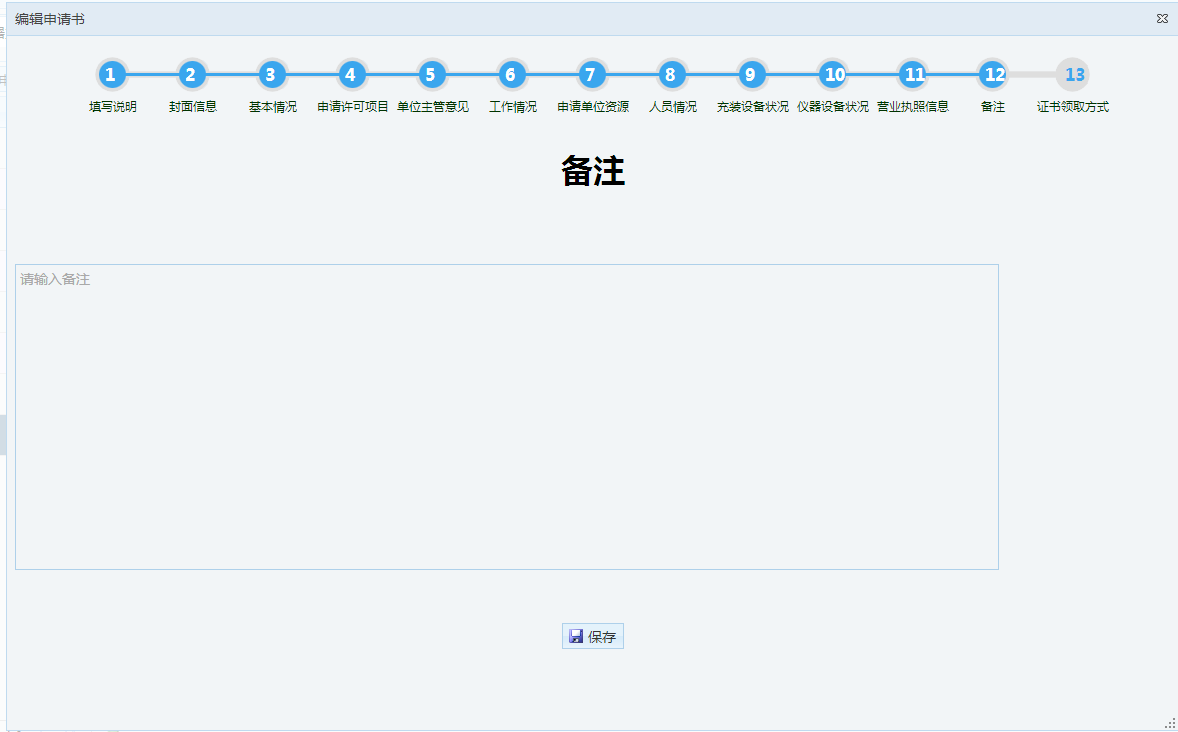 编辑申请书
1 2 3 4 5 6 7 8 9 10 11 12 13
填写说明 封面信息 基本情况 申请许可项目 单位主管意见 工作情况 申请单位资源 人员情况 充装设备状况 仪器设备状况 营业执照信息 备注 证书领取方式
备注
请输入备注
保存